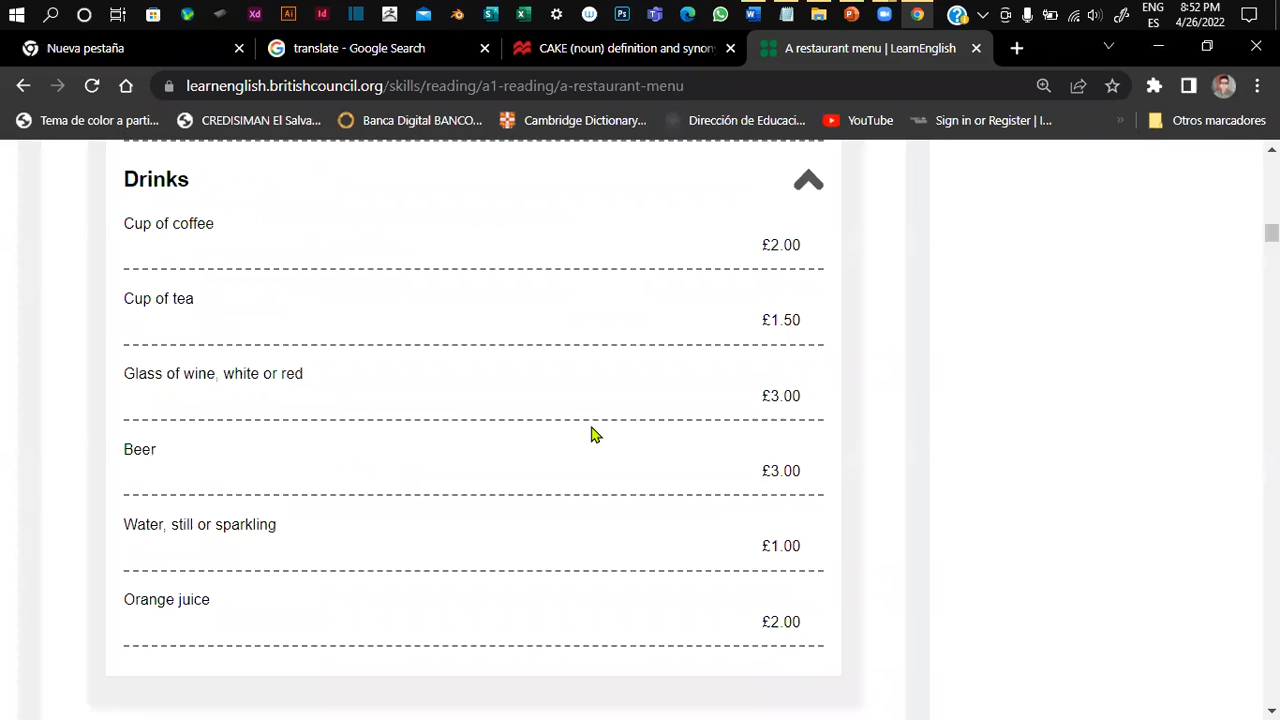 8:52 PM
ENG
ES
4/26/2022
Nueva pestaña
translate - Google Search
CAKE (noun) definition and synony
A restaurant menu | LearnEnglish
learnenglish.britishcouncil.org/skills/reading/a1-reading/a-restaurant-menu
Tema de color a parti...
CREDISIMAN El Salva...
Banca Digital BANCO...
Cambridge Dictionary...
Dirección de Educaci...
YouTube
Sign in or Register | I...
Otros marcadores
Drinks
Cup of coffee
£2.00
Cup of tea
£1.50
Glass of wine, white or red
£3.00
Beer
£3.00
Water, still or sparkling
£1.00
Orange juice
£2.00